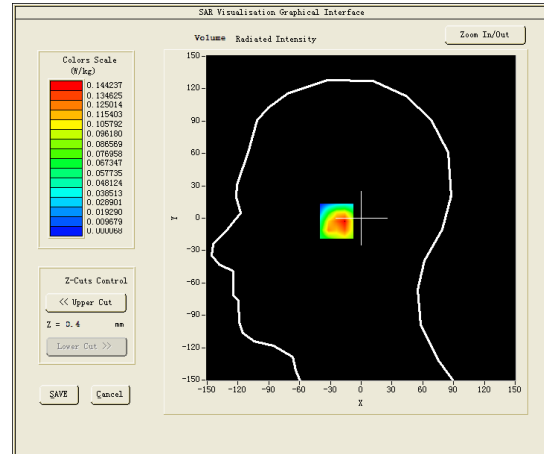 SAR Visualisation Graphical Interface
Volume Radiated Intensity
Zoom In/Out
Colors Scale
(W/kg)
0.144237
0.134625
0.125014
0.115403
0.105792
0.096180
0.086569
0.076958
0.067347
0.057735
0.048124
0.038513
0.028901
0.019290
0.009679
0.000068
Z-Cuts Control
<< Upper Cut
Z = 0.4 mm
Lower Cut >>
SAVE
Cancel
150
120
90
60
30
0
-30
-60
-90
-120
-150
Y
-150 -120 -90 -60 -30 0 30 60 90 120 150
X